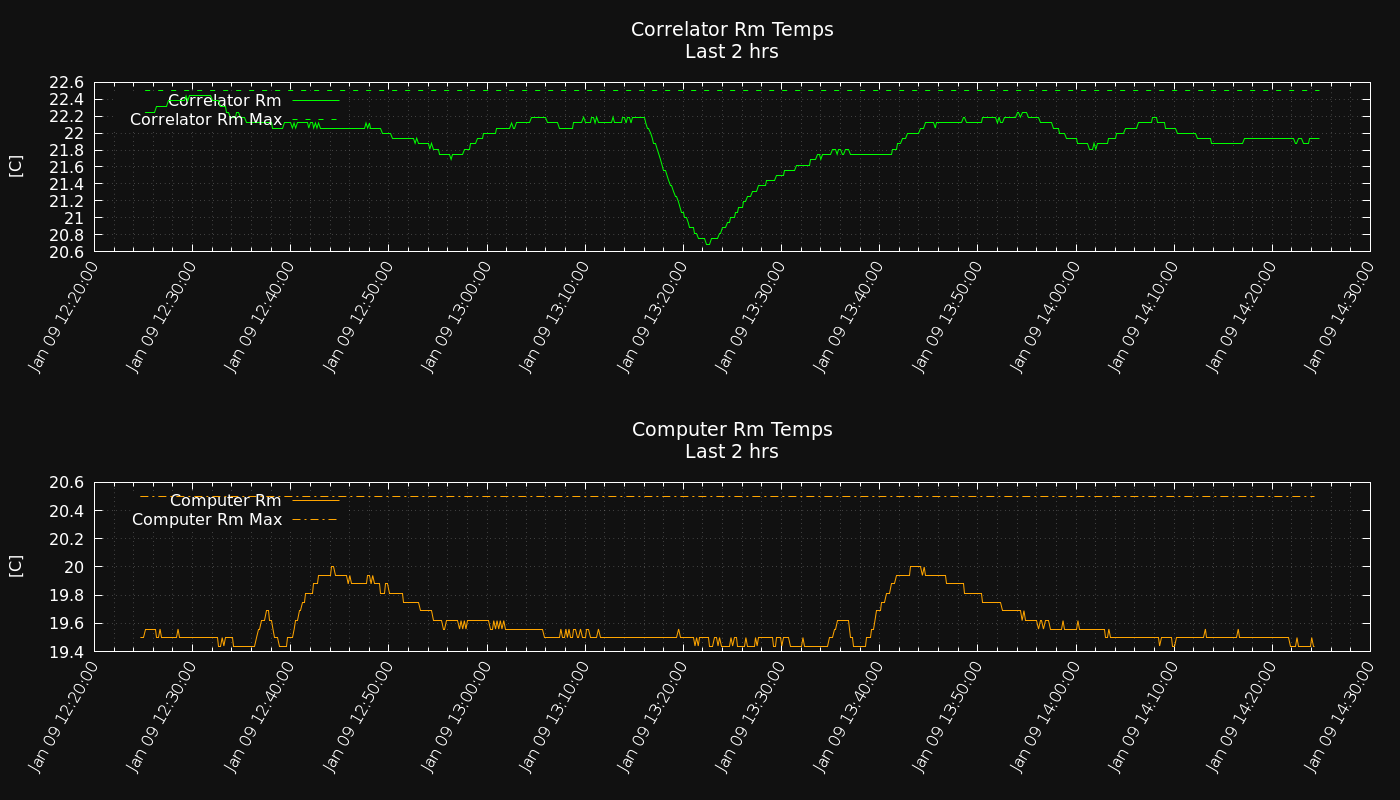 Correlator Rm Temps
Last 2 hrs
[C]
22.6
22.4
22.2
22
21.8
21.6
21.4
21.2
21
20.8
20.6
Correlator Rm
Correlator Rm Max
Jan 09 12:20:00
Jan 09 12:30:00
Jan 09 12:40:00
Jan 09 12:50:00
Jan 09 13:00:00
Jan 09 13:10:00
Jan 09 13:20:00
Jan 09 13:30:00
Jan 09 13:40:00
Jan 09 13:50:00
Jan 09 14:00:00
Jan 09 14:10:00
Jan 09 14:20:00
Jan 09 14:30:00
Computer Rm Temps
Last 2 hrs
[C]
20.6
20.4
20.2
20
19.8
19.6
19.4
Computer Rm
Computer Rm Max
Jan 09 12:20:00
Jan 09 12:30:00
Jan 09 12:40:00
Jan 09 12:50:00
Jan 09 13:00:00
Jan 09 13:10:00
Jan 09 13:20:00
Jan 09 13:30:00
Jan 09 13:40:00
Jan 09 13:50:00
Jan 09 14:00:00
Jan 09 14:10:00
Jan 09 14:20:00
Jan 09 14:30:00